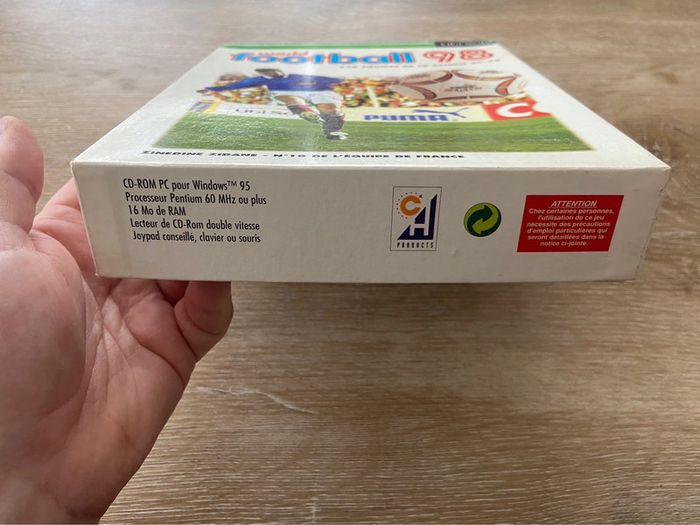 world
football 98
PUMA
C
ZINEDINE ZIDANE - N°10 DE L'ÉQUIPE DE FRANCE
CD-ROM PC pour Windows™ 95
Processeur Pentium 60 MHz ou plus
16 Mo de RAM
Lecteur de CD-Rom double vitesse
Joypad conseillé, clavier ou souris
CH
PRODUCTS
ATTENTION
Chez certaines personnes,
l'utilisation de ce jeu
nécessite des précautions
d'emploi particulières qui
seront détaillées dans la
notice ci-jointe.